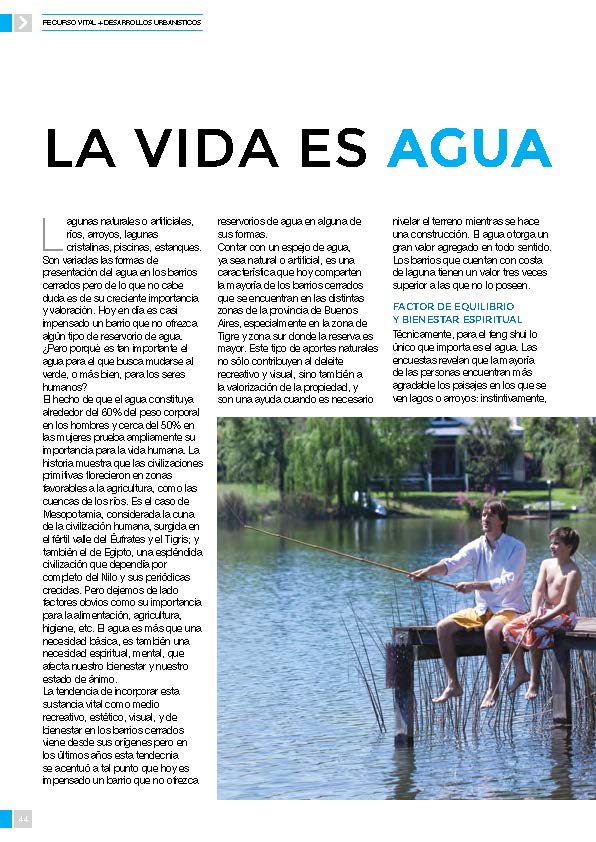 RECURSO VITAL + DESARROLLOS URBANISTICOS
LA VIDA ES AGUA
Lagunas naturales o artificiales,
ríos, arroyos, lagunas
cristalinas, piscinas, estanques.
Son variadas las formas de
presentación del agua en los barrios
cerrados pero de lo que no cabe
duda es de su creciente importancia
y valoración. Hoy en día es casi
impensado un barrio que no ofrezca
algún tipo de reservorio de agua.
¿Pero porqué es tan importante el
agua para el que busca mudarse al
verde, o más bien, para los seres
humanos?
El hecho de que el agua constituya
alrededor del 60% del peso corporal
en los hombres y cerca del 50% en
las mujeres prueba ampliamente su
importancia para la vida humana. La
historia muestra que las civilizaciones
primitivas florecieron en zonas
favorables a la agricultura, como las
cuencas de los ríos. Es el caso de
Mesopotamia, considerada la cuna
de la civilización humana, surgida en
el fértil valle del Éufrates y el Tigris; y
también el de Egipto, una espléndida
civilización que dependía por
completo del Nilo y sus periódicas
crecidas. Pero dejemos de lado
factores obvios como su importancia
para la alimentación, agricultura,
higiene, etc. El agua es más que una
necesidad básica, es también una
necesidad espiritual, mental, que
afecta nuestro bienestar y nuestro
estado de ánimo.
La tendencia de incorporar esta
sustancia vital como medio
recreativo, estético, visual, y de
bienestar en los barrios cerrados
viene desde sus orígenes pero en
los últimos años esta tendecnia
se acentuó a tal punto que hoy es
impensado un barrio que no ofrezca
reservorios de agua en alguna de
sus formas.
Contar con un espejo de agua,
ya sea natural o artificial, es una
característica que hoy comparten
la mayoría de los barrios cerrados
que se encuentran en las distintas
zonas de la provincia de Buenos
Aires, especialmente en la zona de
Tigre y zona sur donde la reserva es
mayor. Este tipo de aportes naturales
no sólo contribuyen al deleite
recreativo y visual, sino también a
la valorización de la propiedad, y
son una ayuda cuando es necesario
nivelar el terreno mientras se hace
una construcción. El agua otorga un
gran valor agregado en todo sentido.
Los barrios que cuentan con costa
de laguna tienen un valor tres veces
superior a las que no lo poseen.
FACTOR DE EQUILIBRIO
Y BIENESTAR ESPIRITUAL
Técnicamente, para el feng shui lo
único que importa es el agua. Las
encuestas revelan que la mayoría
de las personas encuentran más
agradable los paisajes en los que se
ven lagos o arroyos: instintivamente,
44